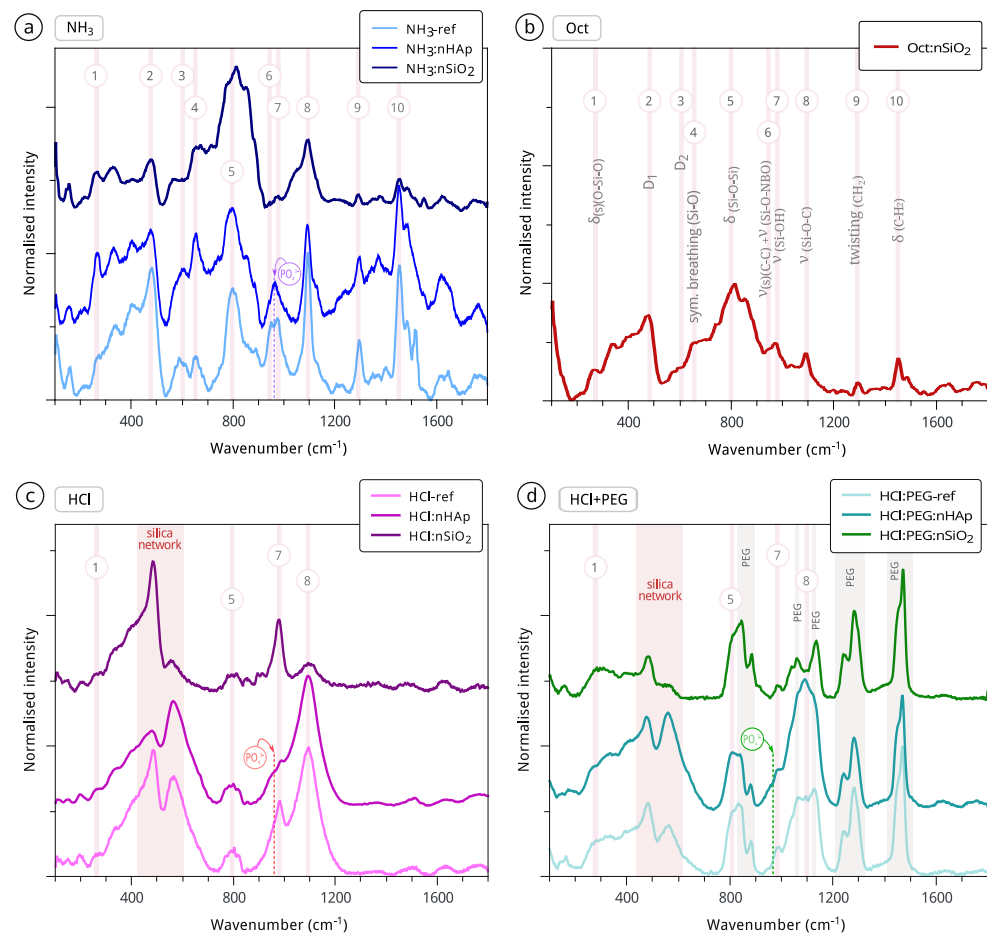 a
NH₃
NH₃-ref
NH₃:nHAp
NH₃:nSiO₂
1
2
3
4
5
6
7
8
9
10
PO₄³⁻
Normalised intensity
400
800
1200
1600
Wavenumber (cm⁻¹)
b
Oct
Oct:nSiO₂
1
2
3
4
5
6
7
8
9
10
δ(s)(O-Si-O)
D₁
D₂
sym. breathing (Si-O)
δ (Si-O-Si)
ν(s)(C-C) +ν (Si-O-NBO)
ν (Si-OH)
ν (Si-O-C)
twisting (CH₂)
δ (C-H₂)
Normalised intensity
400
800
1200
1600
Wavenumber (cm⁻¹)
c
HCl
HCl-ref
HCl:nHAp
HCl:nSiO₂
silica
network
1
5
7
8
PO₄³⁻
Normalised intensity
400
800
1200
1600
Wavenumber (cm⁻¹)
d
HCl+PEG
HCl:PEG-ref
HCl:PEG:nHAp
HCl:PEG:nSiO₂
1
silica
network
5
PEG
7
PEG
8
PEG
PEG
PEG
PO₄³⁻
Normalised intensity
400
800
1200
1600
Wavenumber (cm⁻¹)